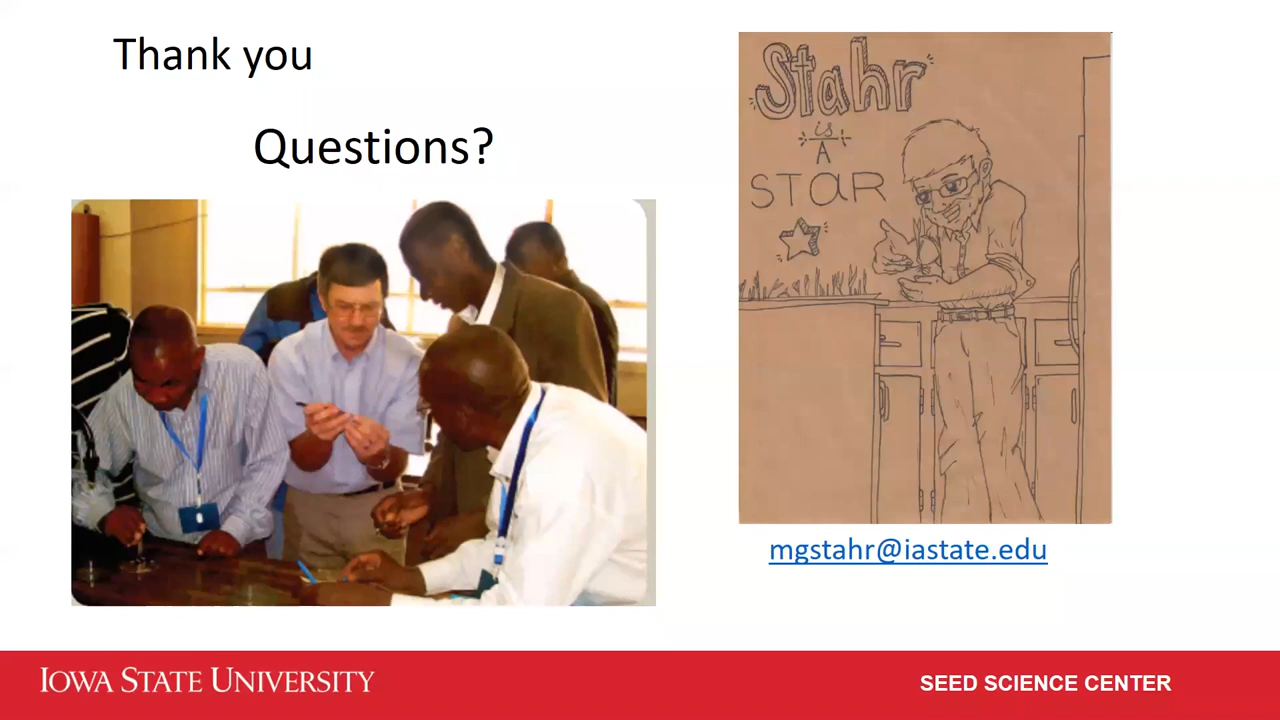 Thank you
Questions?
Stahr
is
A
STAR
mgstahr@iastate.edu
IOWA STATE UNIVERSITY
SEED SCIENCE CENTER